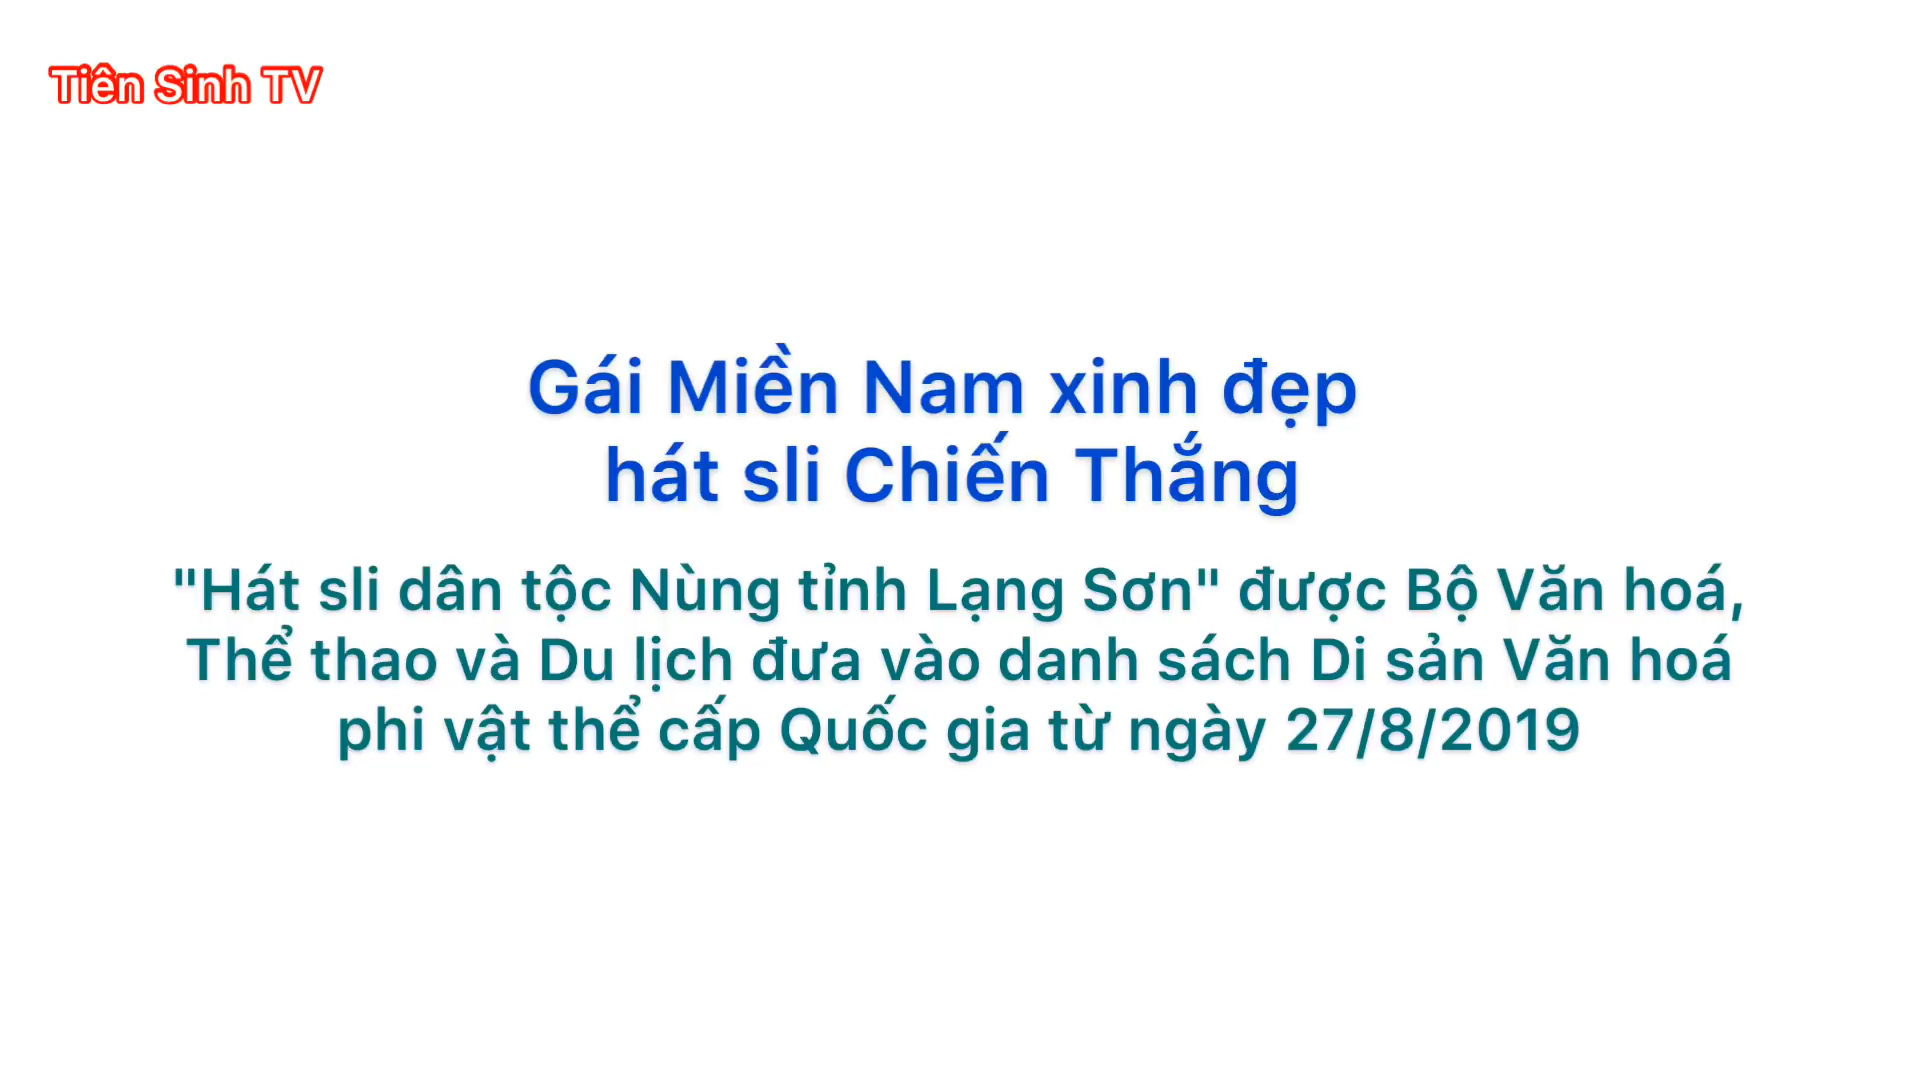 Tiên Sinh TV
Gái Miền Nam xinh đẹp
hát sli Chiến Thắng
"Hát sli dân tộc Nùng tỉnh Lạng Sơn" được Bộ Văn hoá,
Thể thao và Du lịch đưa vào danh sách Di sản Văn hoá
phi vật thể cấp Quốc gia từ ngày 27/8/2019